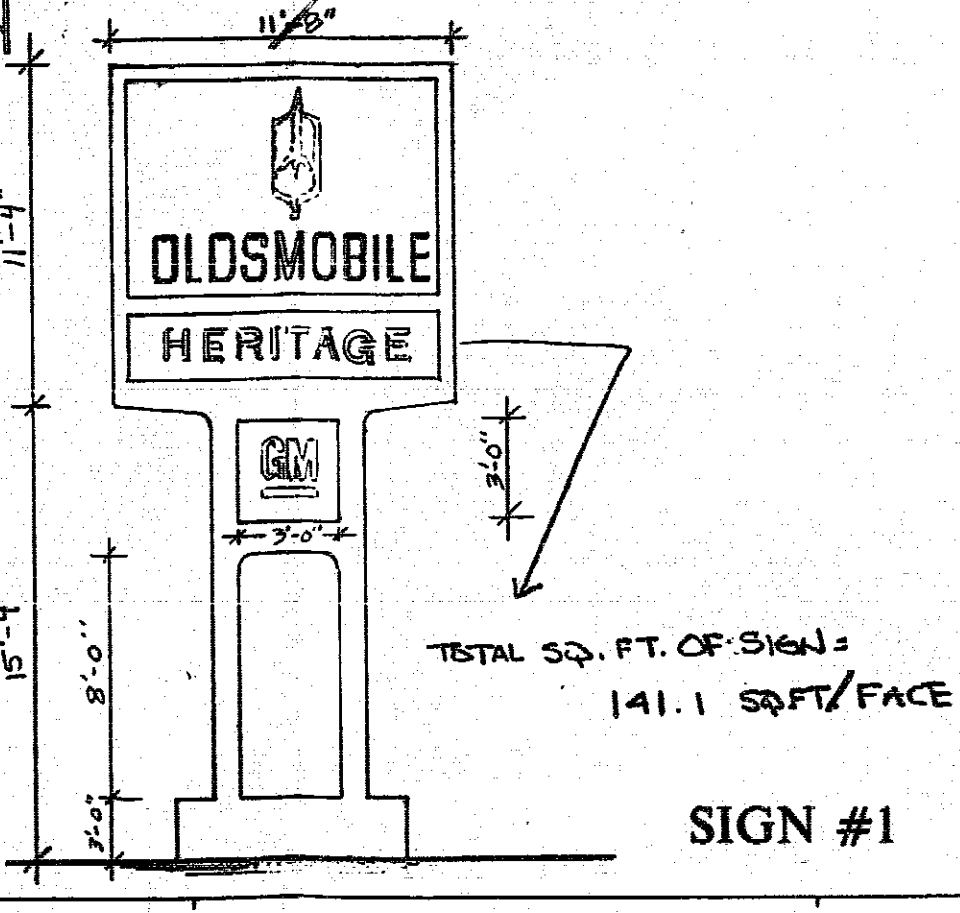 11'-8"
11'-4"
OLDSMOBILE
HERITAGE
GM
3'-0"
3'-0"
15'-4
8'-0"
3'-0"
TOTAL SQ. FT. OF SIGN =
141.1 SQFT/FACE
SIGN #1